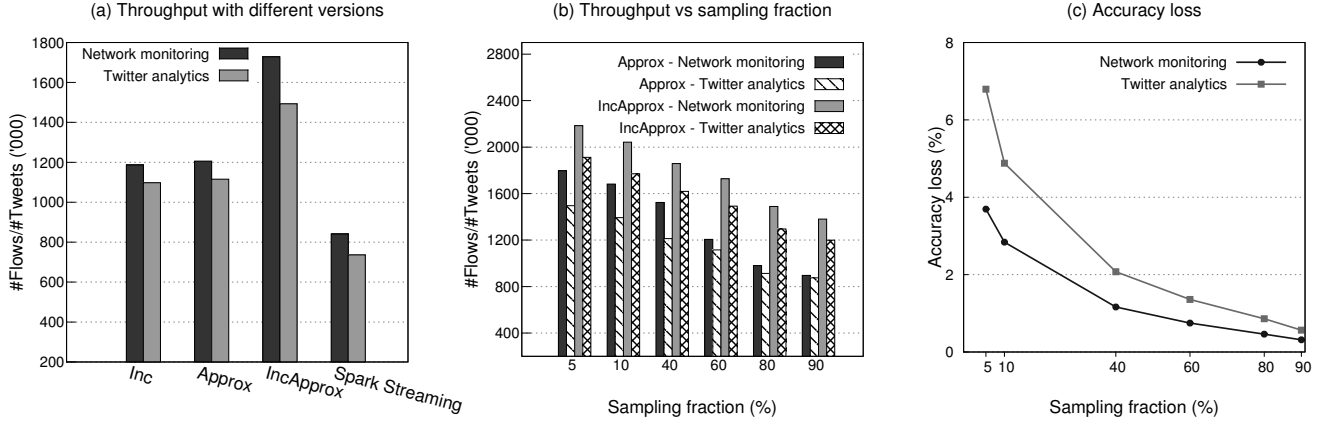 (a) Throughput with different versions
#Flows/#Tweets ('000)
1800
1600
1400
1200
1000
800
600
400
200
Network monitoring
Twitter analytics
Inc
Approx
IncApprox
Spark Streaming
(b) Throughput vs sampling fraction
#Flows/#Tweets ('000)
2800
2400
2000
1600
1200
800
400
Approx - Network monitoring
Approx - Twitter analytics
IncApprox - Network monitoring
IncApprox - Twitter analytics
5 10 40 60 80 90
Sampling fraction (%)
(c) Accuracy loss
Accuracy loss (%)
8
6
4
2
0
Network monitoring
Twitter analytics
5 10 40 60 80 90
Sampling fraction (%)